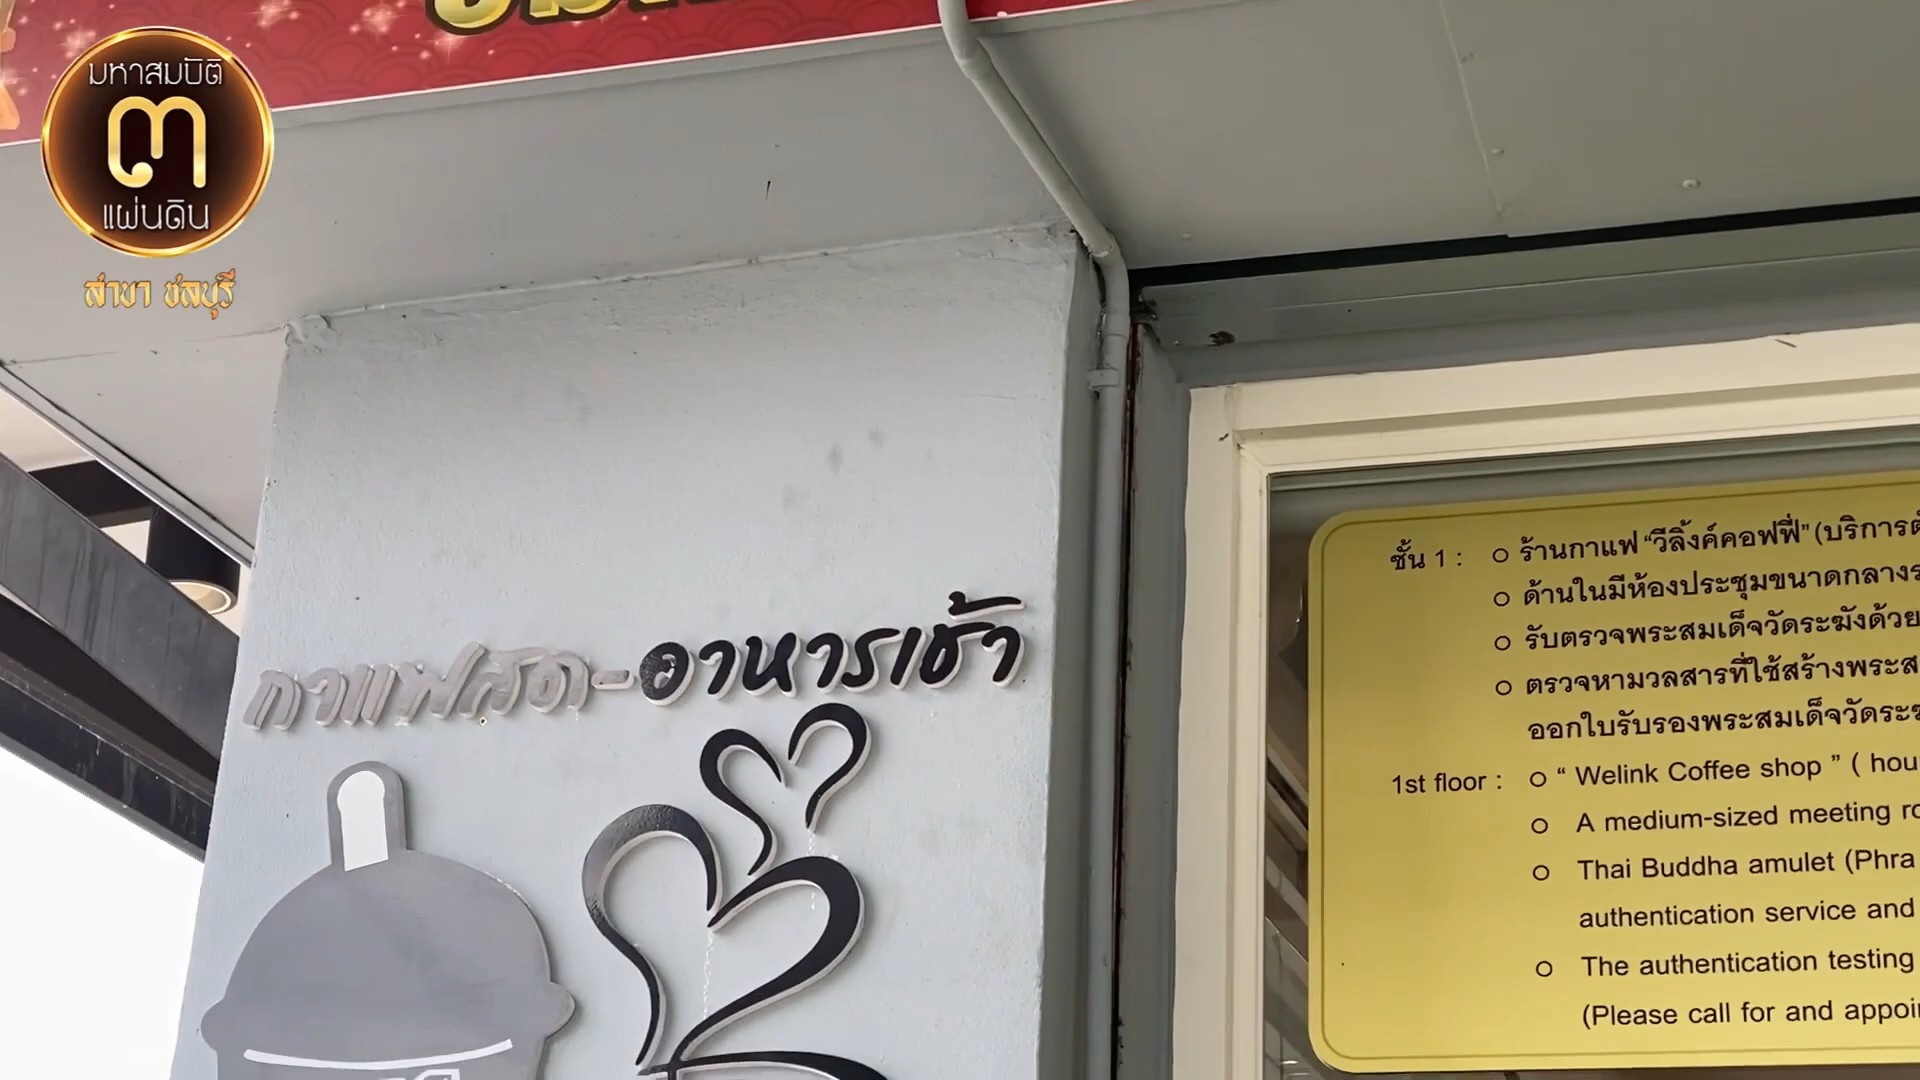 มหาสมบัติ
๓
แผ่นดิน
สาขา ชลบุรี
กาแฟสด-อาหารเช้า
ชั้น 1 : ○ ร้านกาแฟ “วีลิ้งค์คอฟฟี่” (บริการ
○ ด้านในมีห้องประชุมขนาดกลาง
○ รับตรวจพระสมเด็จวัดระฆังด้วย
○ ตรวจหามวลสารที่ใช้สร้างพระส
ออกใบรับรองพระสมเด็จวัดระฆ
1st floor : ○ “ Welink Coffee shop ” ( hou
○ A medium-sized meeting ro
○ Thai Buddha amulet (Phra
authentication service and
○ The authentication testing
(Please call for and appoi